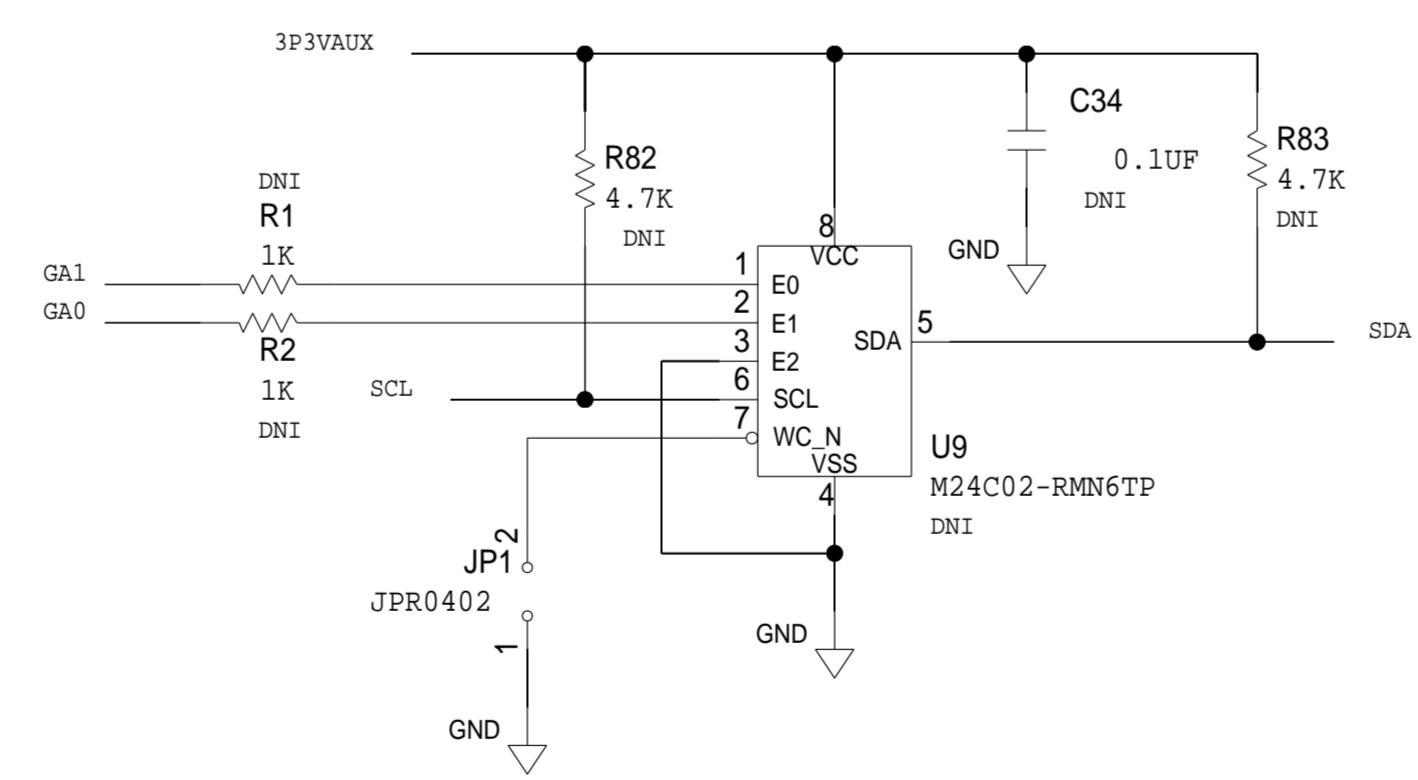 3P3VAUX
C34
0.1UF
DNI
R83
4.7K
DNI
R82
4.7K
DNI
DNI
R1
1K
GA1
GA0
R2
1K
DNI
SCL
GND
8
VCC
1
E0
2
E1
3
E2
6
SCL
7
WC_N
VSS
4
SDA
5
SDA
U9
M24C02-RMN6TP
DNI
2
JP1
JPR0402
1
GND
GND